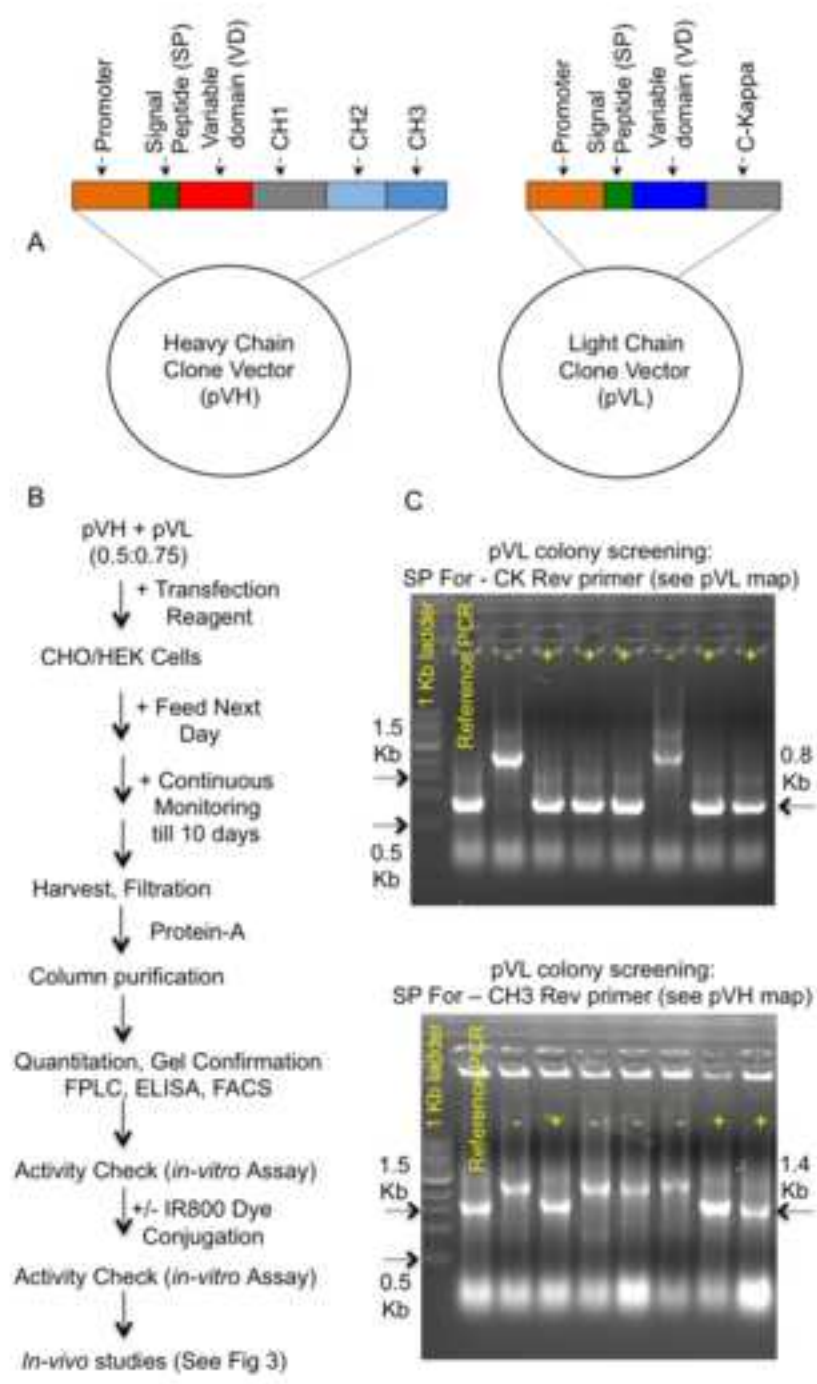 Promoter
Signal
Peptide (SP)
Variable
domain (VD)
CH1
CH2
CH3
Promoter
Signal
Peptide (SP)
Variable
domain (VD)
C-Kappa
A
Heavy Chain
Clone Vector
(pVH)
Light Chain
Clone Vector
(pVL)
B
pVH + pVL
(0.5:0.75)
+ Transfection
Reagent
CHO/HEK Cells
+ Feed Next
Day
+ Continuous
Monitoring
till 10 days
Harvest, Filtration
Protein-A
Column purification
Quantitation, Gel Confirmation
FPLC, ELISA, FACS
Activity Check (in-vitro Assay)
+/- IR800 Dye
Conjugation
Activity Check (in-vitro Assay)
In-vivo studies (See Fig 3)
C
pVL colony screening:
SP For - CK Rev primer (see pVL map)
1 Kb ladder
Reference PCR
- + + + - + +
1.5
Kb
0.5
Kb
0.8
Kb
pVL colony screening:
SP For – CH3 Rev primer (see pVH map)
1 Kb ladder
Reference PCR
- + - - - + +
1.5
Kb
0.5
Kb
1.4
Kb